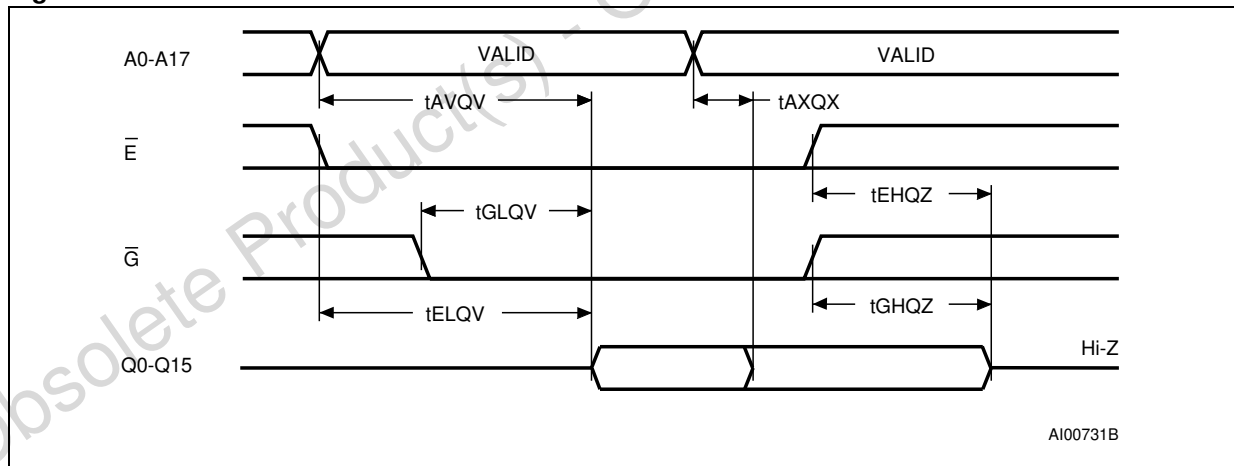 A0-A17
VALID
VALID
tAVQV
tAXQX
E̅
tEHQZ
tGLQV
G̅
tGHQZ
tELQV
Hi-Z
Q0-Q15
AI00731B
Obsolete Product(s) -